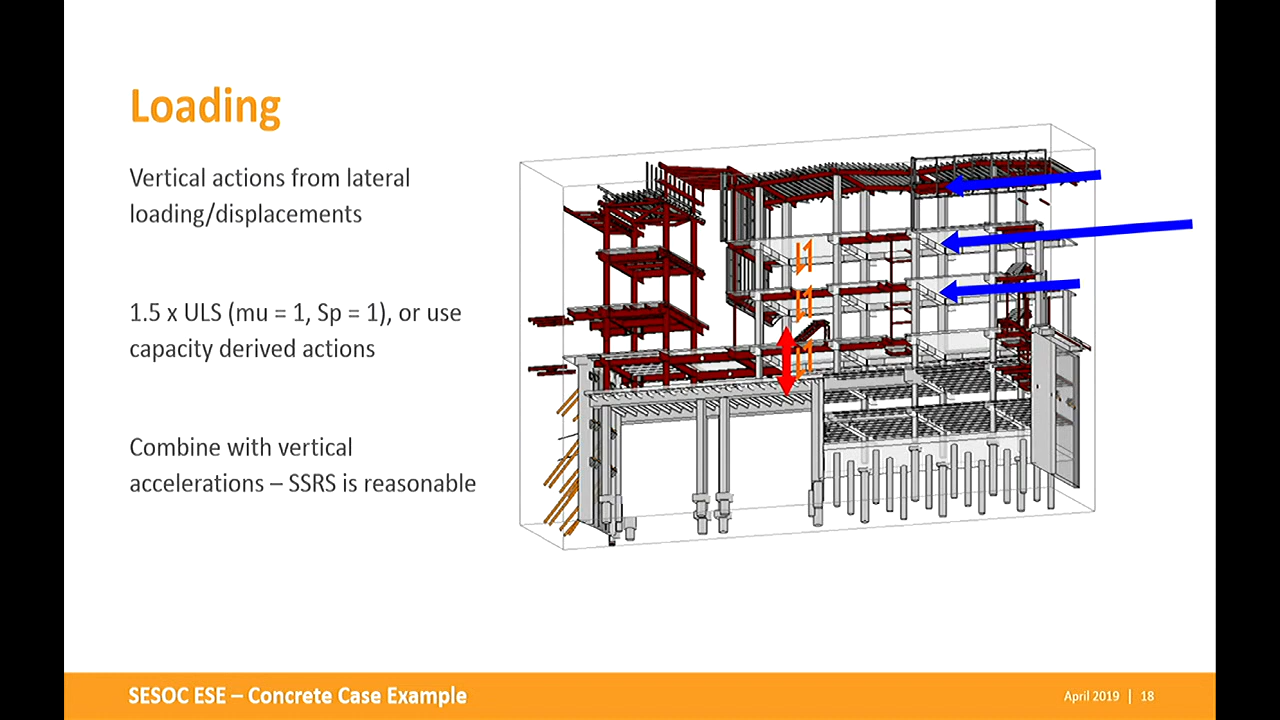 Loading
Vertical actions from lateral
loading/displacements
1.5 x ULS (mu = 1, Sp = 1), or use
capacity derived actions
Combine with vertical
accelerations – SSRS is reasonable
SESOC ESE – Concrete Case Example
April 2019 | 18